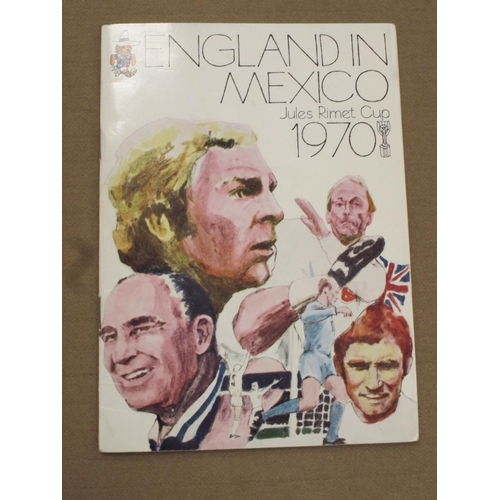 ENGLAND IN
MEXICO
Jules Rimet Cup
1970